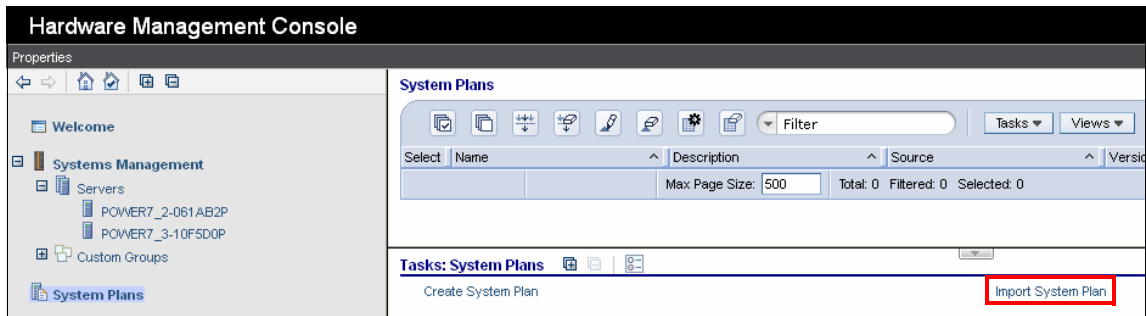 Hardware Management Console
Properties
Welcome
Systems Management
Servers
POWER7_2-061AB2P
POWER7_3-10F5D0P
Custom Groups
System Plans
System Plans
Filter
Tasks
Views
Select Name Description Source Versio
Max Page Size: 500 Total: 0 Filtered: 0 Selected: 0
Tasks: System Plans
Create System Plan Import System Plan